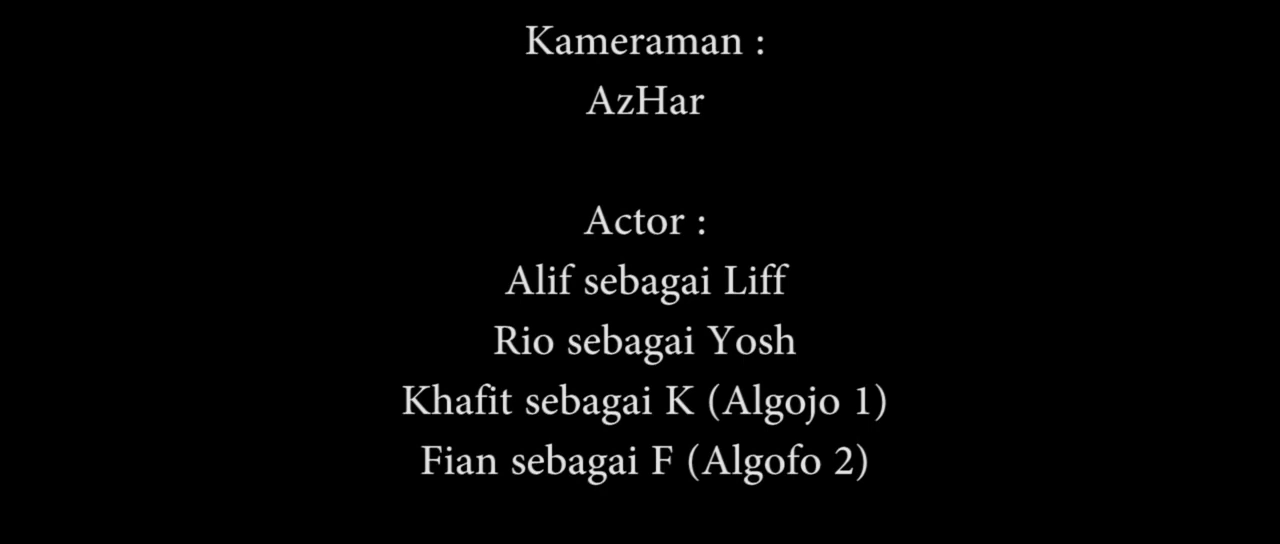 Kameraman :
AzHar
Actor :
Alif sebagai Liff
Rio sebagai Yosh
Khafit sebagai K (Algojo 1)
Fian sebagai F (Algofo 2)